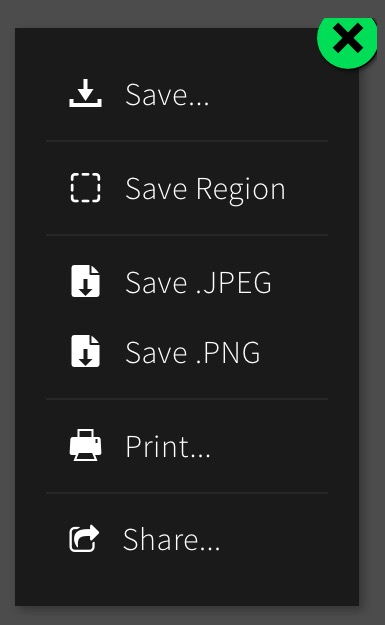 Save...
Save Region
Save .JPEG
Save .PNG
Print...
Share...